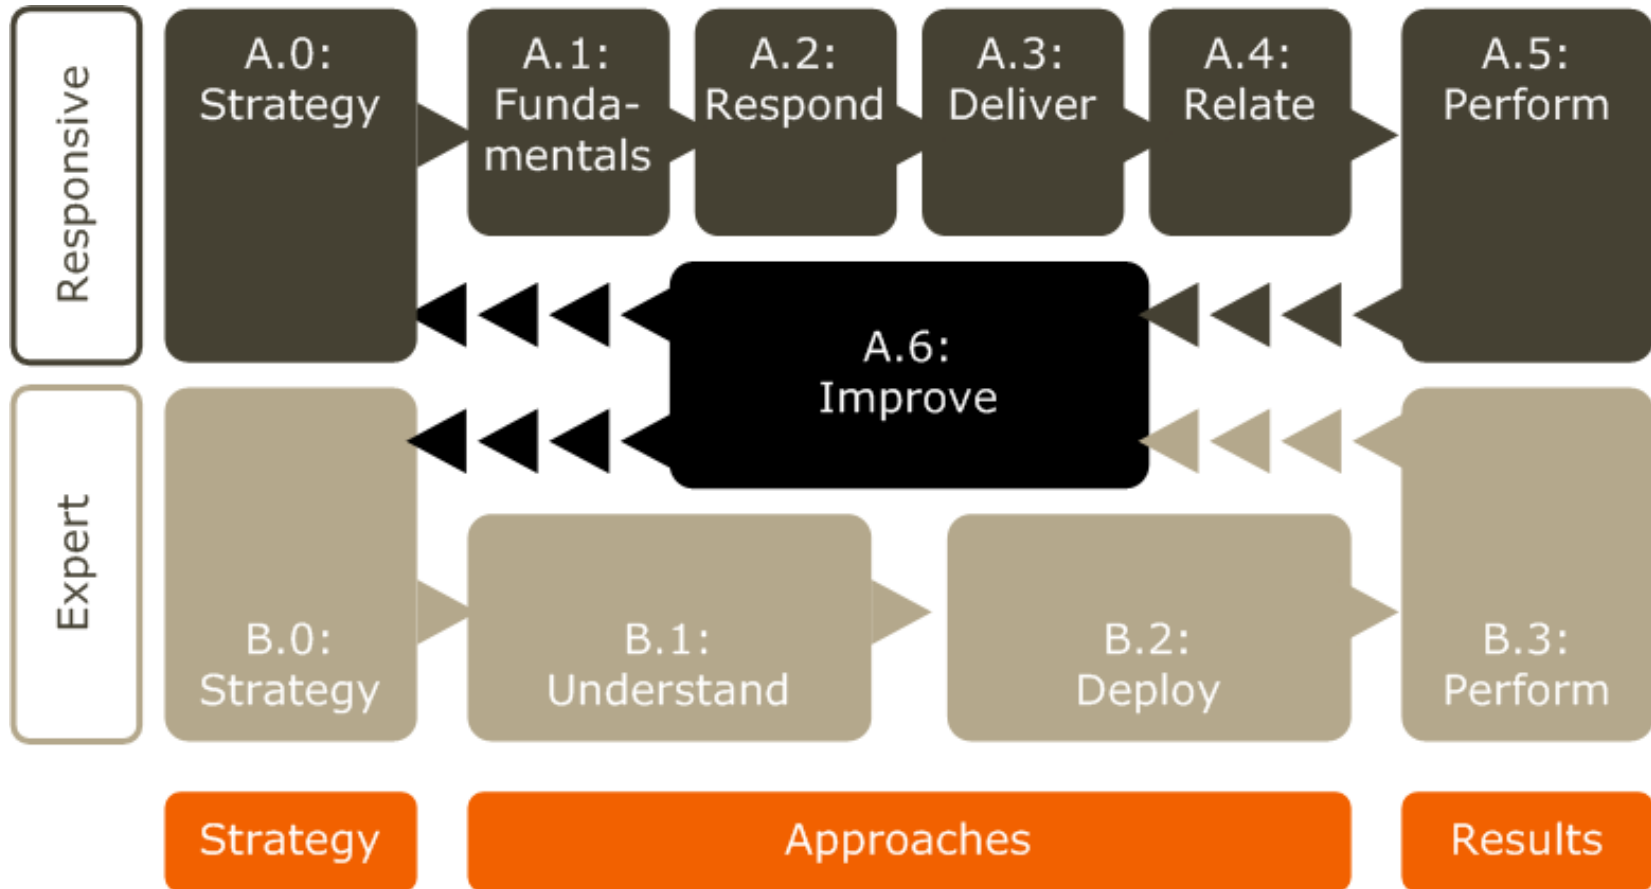 Responsive
A.0:
Strategy
A.1:
Funda-
mentals
A.2:
Respond
A.3:
Deliver
A.4:
Relate
A.5:
Perform
A.6:
Improve
Expert
B.0:
Strategy
B.1:
Understand
B.2:
Deploy
B.3:
Perform
Strategy
Approaches
Results